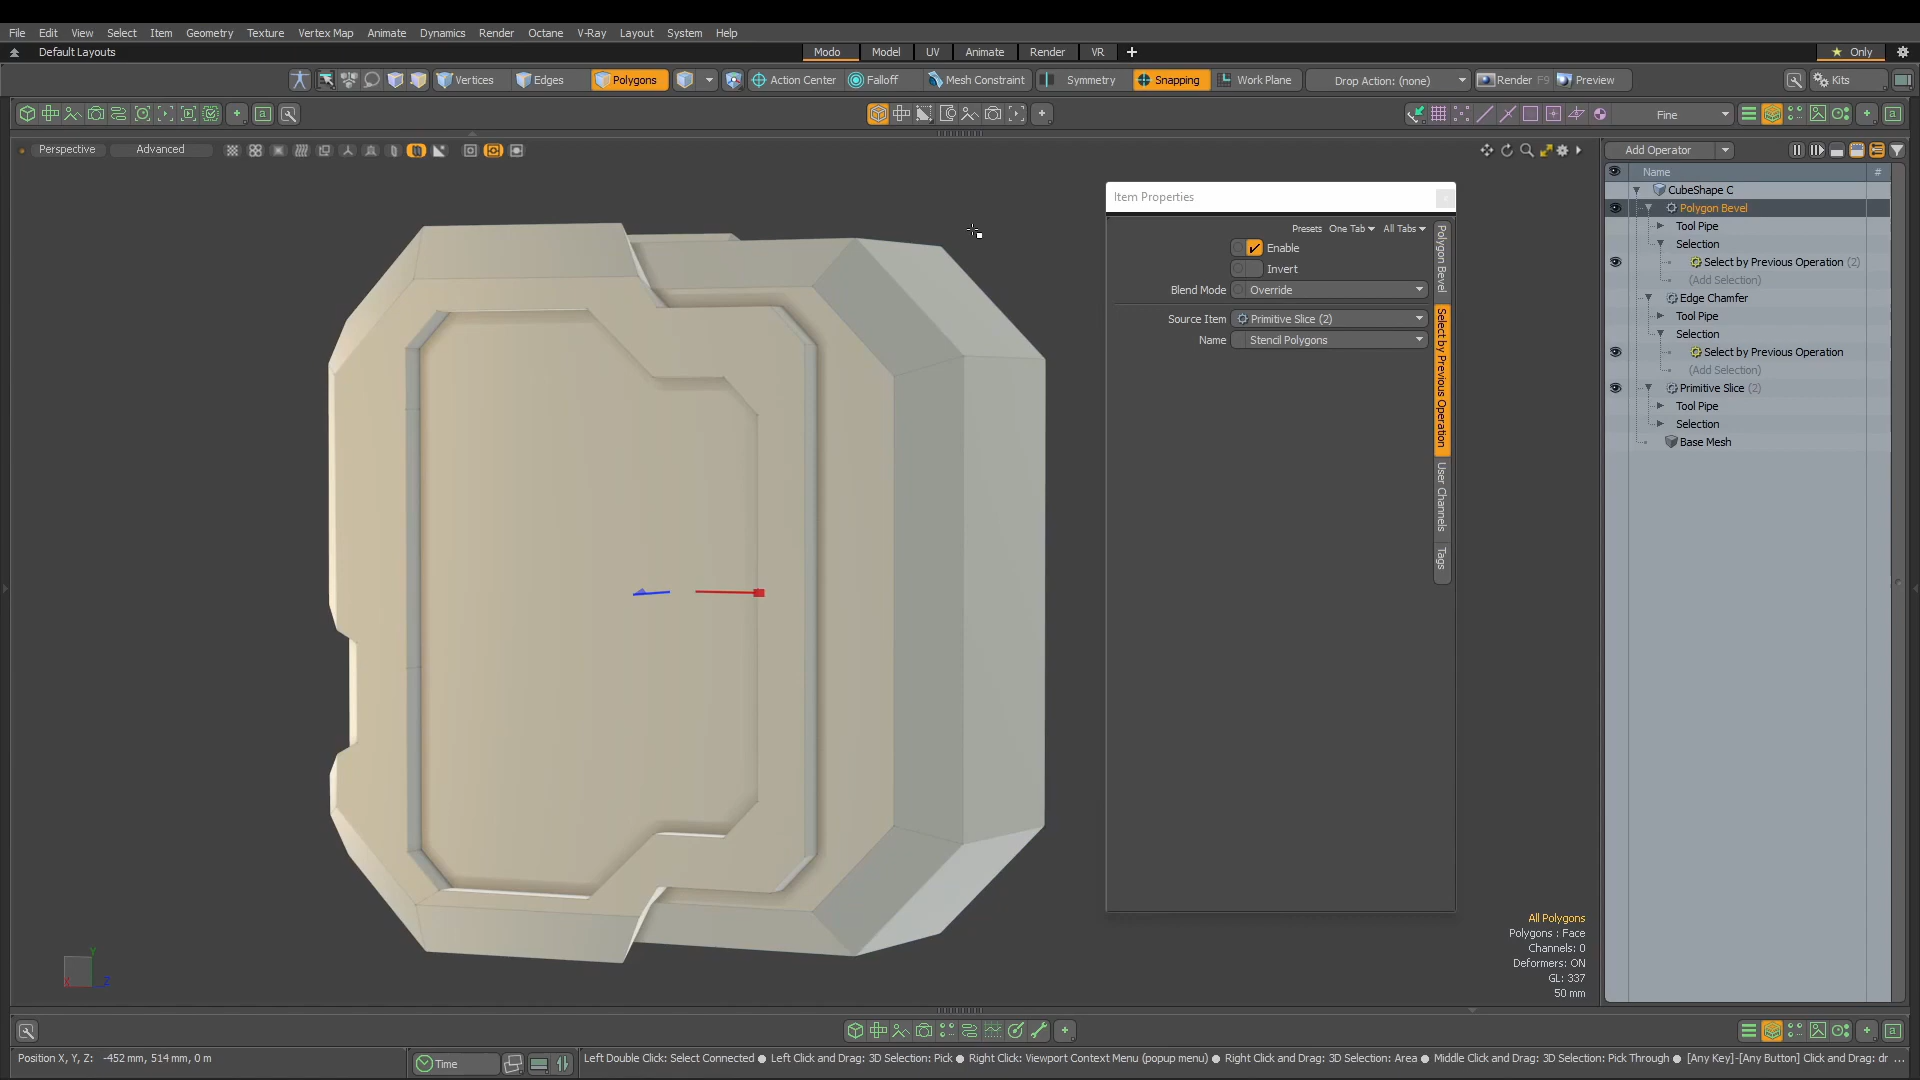 File Edit View Select Item Geometry Texture Vertex Map Animate Dynamics Render Octane V-Ray Layout System Help
Default Layouts Modo Model UV Animate Render VR Only
Vertices Edges Polygons Action Center Falloff Mesh Constraint Symmetry Snapping Work Plane Drop Action: (none) Render F9 Preview Kits
Fine
Perspective Advanced Add Operator
Name #
CubeShape C
Polygon Bevel
Tool Pipe
Selection
Select by Previous Operation (2)
(Add Selection)
Edge Chamfer
Tool Pipe
Selection
Select by Previous Operation
(Add Selection)
Primitive Slice (2)
Tool Pipe
Selection
Base Mesh
Item Properties
Presets One Tab All Tabs
Enable
Invert
Blend Mode Override
Source Item Primitive Slice (2)
Name Stencil Polygons
Polygon Bevel
Select by Previous Operation
User Channels
Tags
All Polygons
Polygons : Face
Channels: 0
Deformers: ON
GL: 337
50 mm
Y
X
Z
Position X, Y, Z: -452 mm, 514 mm, 0 m Time Left Double Click: Select Connected ● Left Click and Drag: 3D Selection: Pick ● Right Click: Viewport Context Menu (popup menu) ● Right Click and Drag: 3D Selection: Area ● Middle Click and Drag: 3D Selection: Pick Through ● [Any Key]-[Any Button] Click and Drag: dr ...